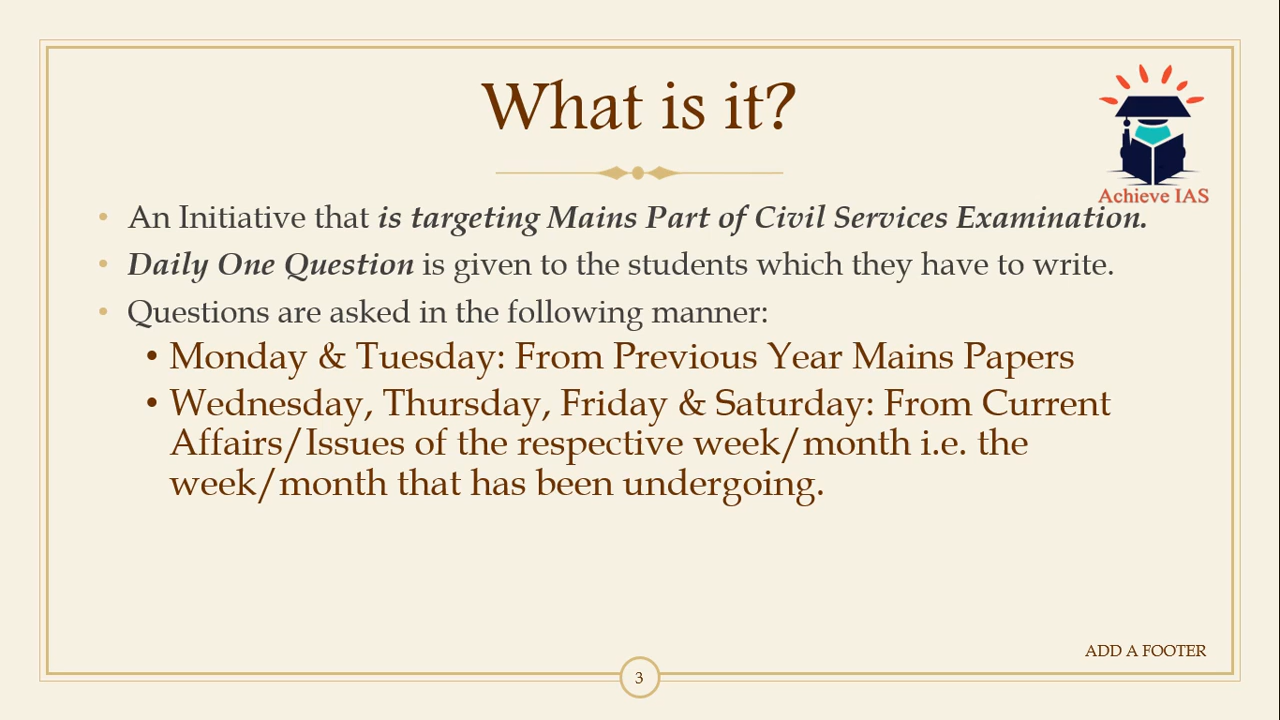 What is it?
Achieve IAS
• An Initiative that is targeting Mains Part of Civil Services Examination.
• Daily One Question is given to the students which they have to write.
• Questions are asked in the following manner:
• Monday & Tuesday: From Previous Year Mains Papers
• Wednesday, Thursday, Friday & Saturday: From Current
Affairs/Issues of the respective week/month i.e. the
week/month that has been undergoing.
ADD A FOOTER
3